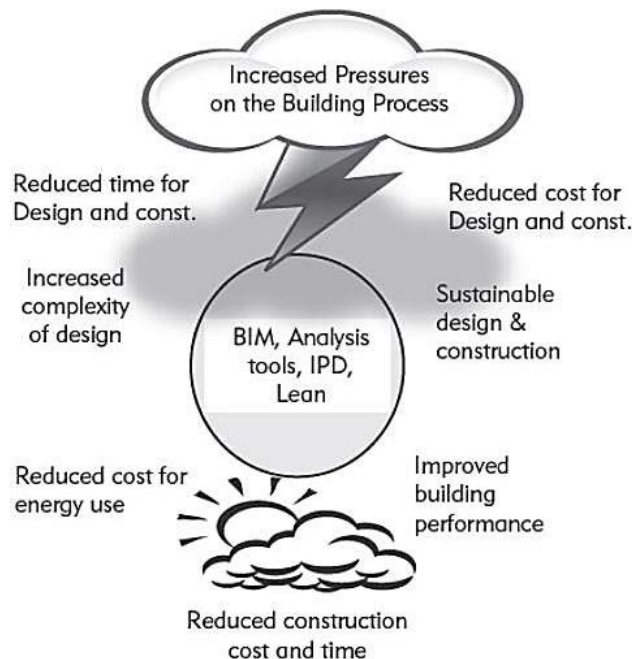 Increased Pressures
on the Building Process
Reduced time for
Design and const.
Reduced cost for
Design and const.
Increased
complexity
of design
Sustainable
design &
construction
BIM, Analysis
tools, IPD,
Lean
Reduced cost for
energy use
Improved
building
performance
Reduced construction
cost and time